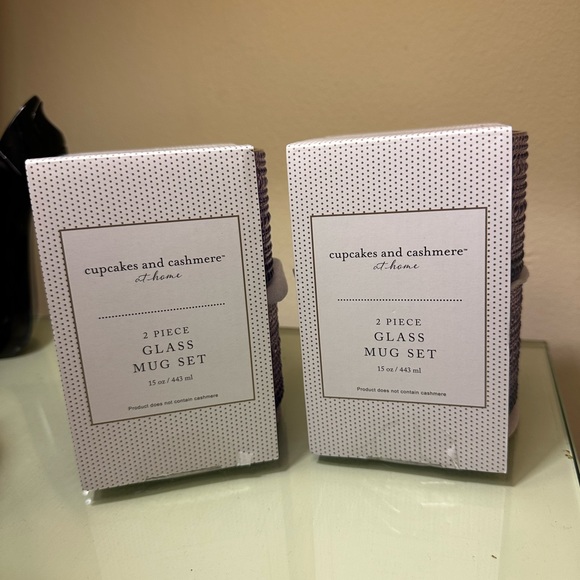 cupcakes and cashmere™
at home
2 PIECE
GLASS
MUG SET
15 oz / 443 ml
Product does not contain cashmere
cupcakes and cashmere™
at home
2 PIECE
GLASS
MUG SET
15 oz / 443 ml
Product does not contain cashmere